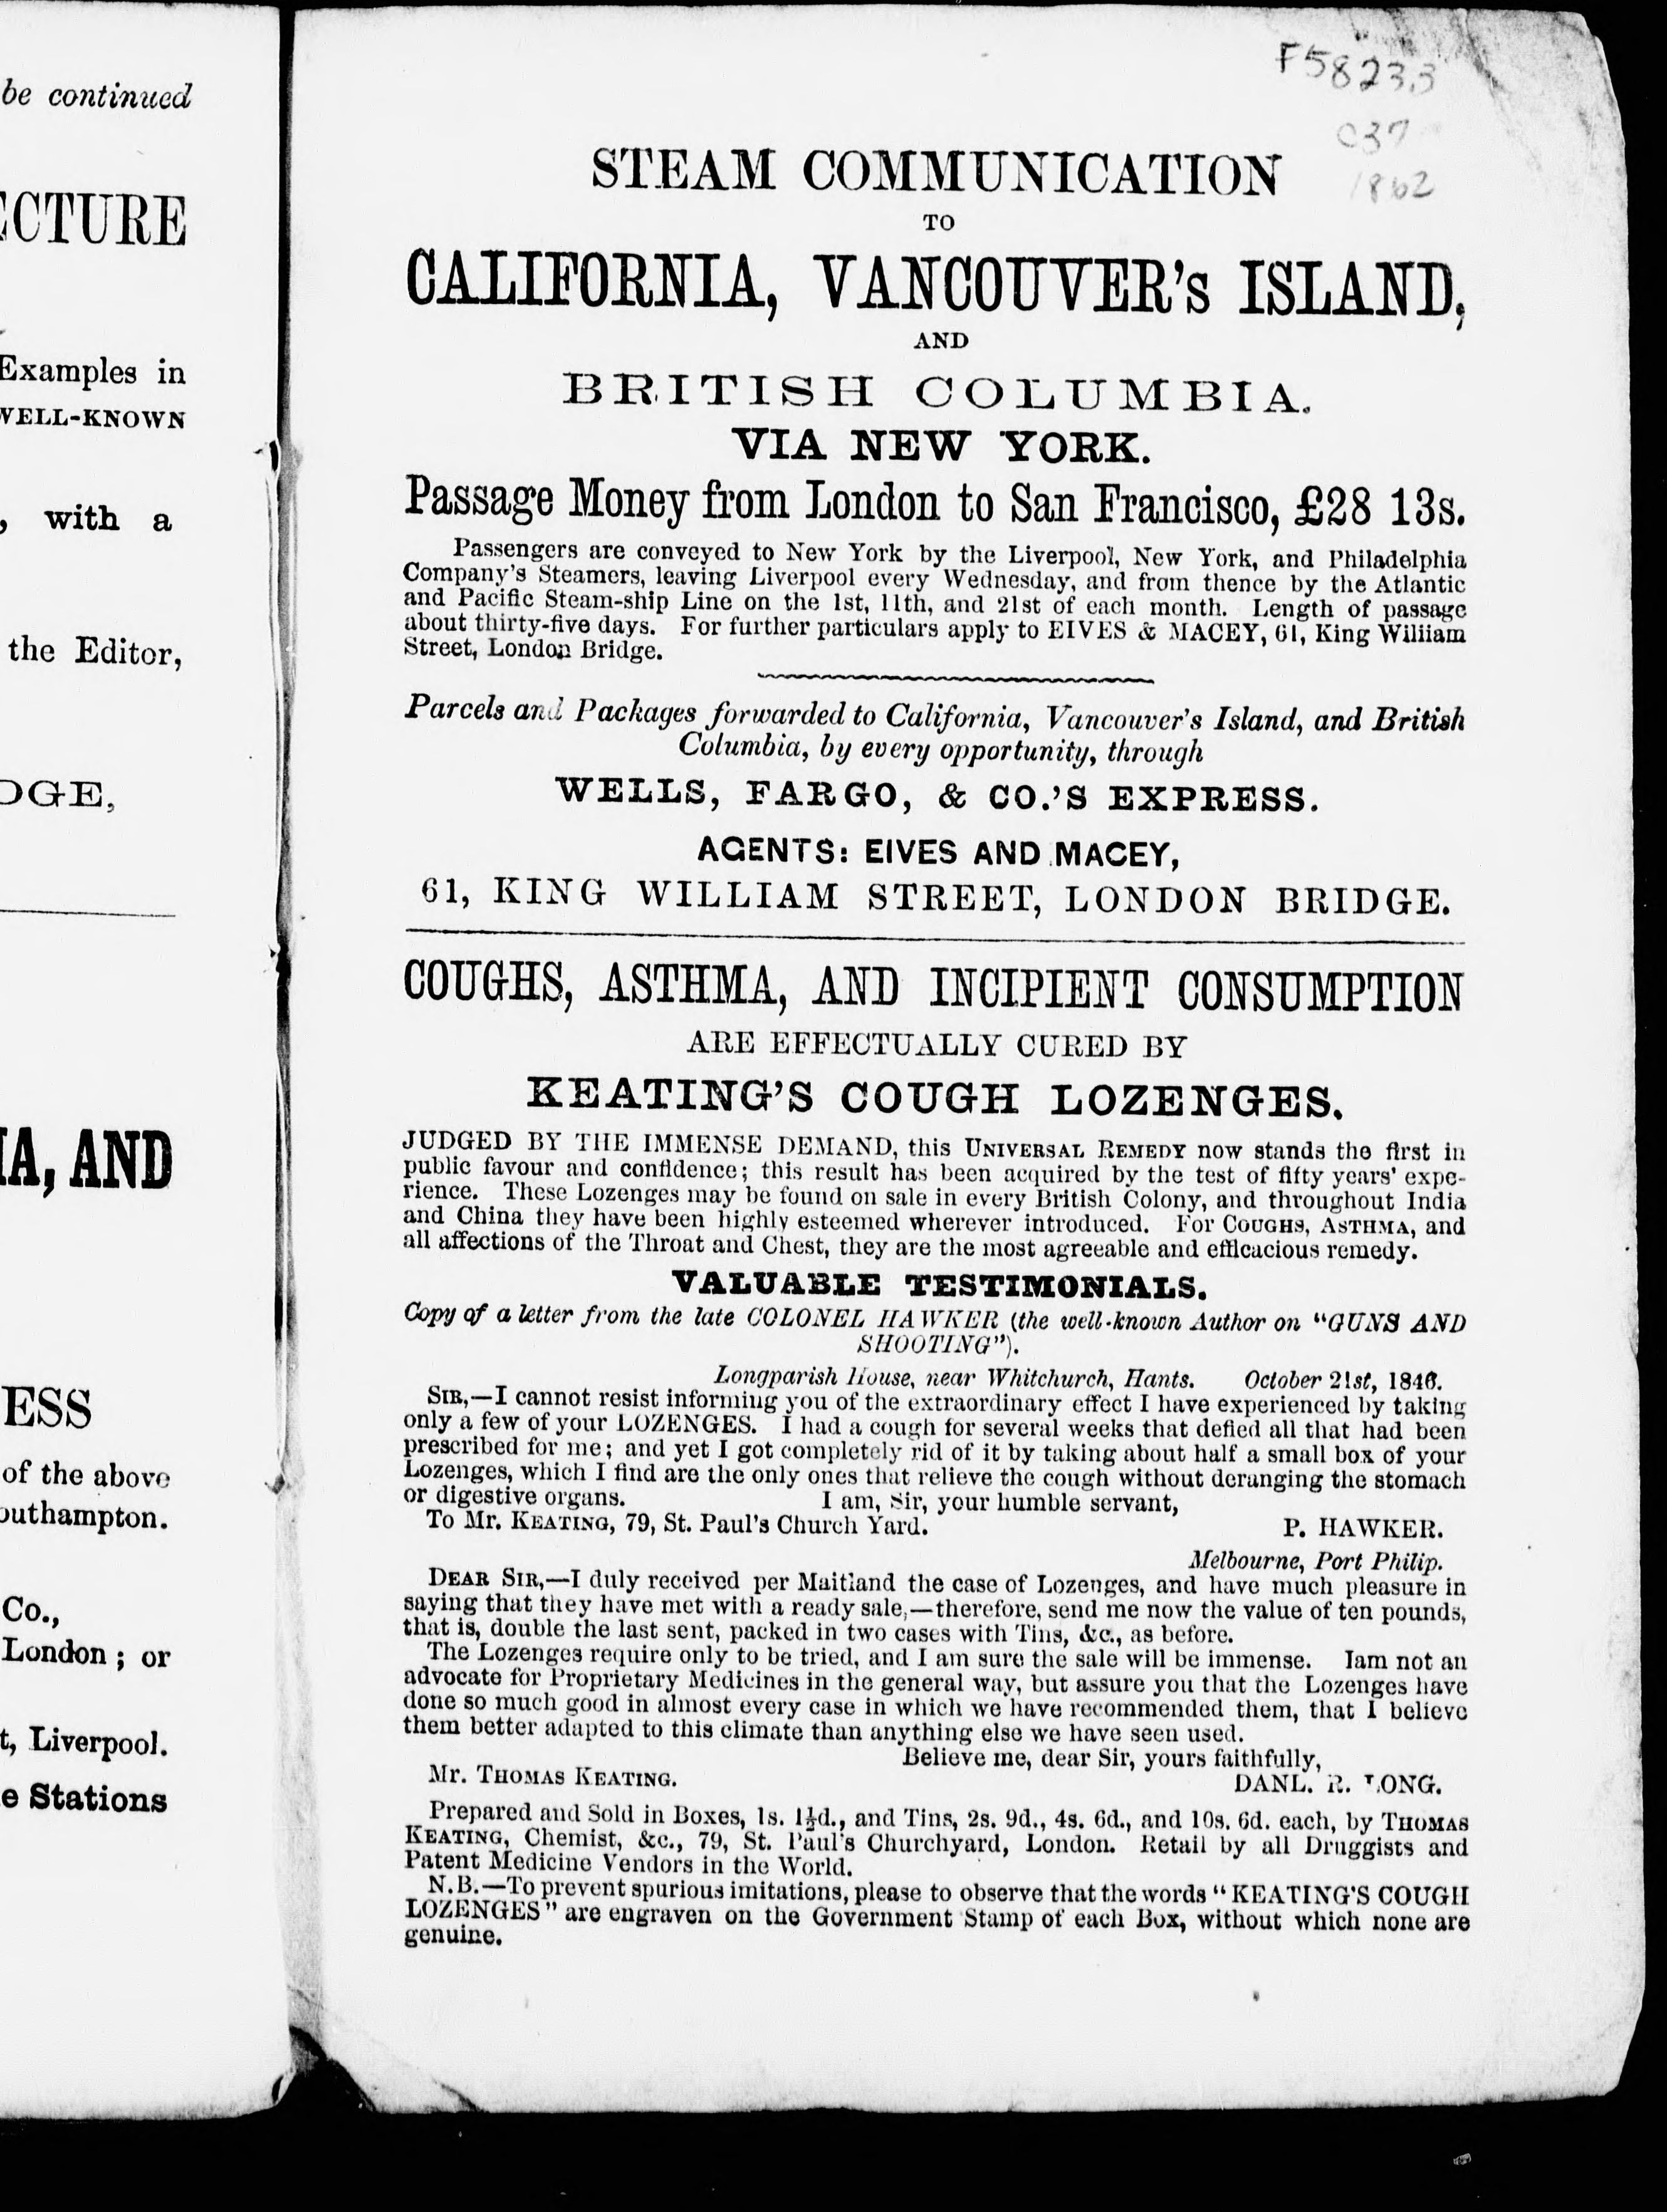 be continued
ECTURE
Examples in
WELL-KNOWN
, with a
the Editor,
DGE,
IA, AND
ESS
of the above
outhampton.
Co.,
London ; or
t, Liverpool.
e Stations
F5823.3
C37
1862
STEAM COMMUNICATION
TO
CALIFORNIA, VANCOUVER's ISLAND,
AND
BRITISH COLUMBIA.
VIA NEW YORK.
Passage Money from London to San Francisco, £28 13s.
Passengers are conveyed to New York by the Liverpool, New York, and Philadelphia
Company's Steamers, leaving Liverpool every Wednesday, and from thence by the Atlantic
and Pacific Steam-ship Line on the 1st, 11th, and 21st of each month. Length of passage
about thirty-five days. For further particulars apply to EIVES & MACEY, 61, King William
Street, London Bridge.
Parcels and Packages forwarded to California, Vancouver's Island, and British
Columbia, by every opportunity, through
WELLS, FARGO, & CO.'S EXPRESS.
AGENTS: EIVES AND MACEY,
61, KING WILLIAM STREET, LONDON BRIDGE.
COUGHS, ASTHMA, AND INCIPIENT CONSUMPTION
ARE EFFECTUALLY CURED BY
KEATING'S COUGH LOZENGES.
JUDGED BY THE IMMENSE DEMAND, this UNIVERSAL REMEDY now stands the first in
public favour and confidence; this result has been acquired by the test of fifty years' expe-
rience. These Lozenges may be found on sale in every British Colony, and throughout India
and China they have been highly esteemed wherever introduced. For COUGHS, ASTHMA, and
all affections of the Throat and Chest, they are the most agreeable and efficacious remedy.
VALUABLE TESTIMONIALS.
Copy of a letter from the late COLONEL HAWKER (the well-known Author on "GUNS AND
SHOOTING").
Longparish House, near Whitchurch, Hants. October 21st, 1846.
SIR,—I cannot resist informing you of the extraordinary effect I have experienced by taking
only a few of your LOZENGES. I had a cough for several weeks that defied all that had been
prescribed for me; and yet I got completely rid of it by taking about half a small box of your
Lozenges, which I find are the only ones that relieve the cough without deranging the stomach
or digestive organs. I am, Sir, your humble servant,
To Mr. KEATING, 79, St. Paul's Church Yard. P. HAWKER.
Melbourne, Port Philip.
DEAR SIR,—I duly received per Maitland the case of Lozenges, and have much pleasure in
saying that they have met with a ready sale,—therefore, send me now the value of ten pounds,
that is, double the last sent, packed in two cases with Tins, &c., as before.
The Lozenges require only to be tried, and I am sure the sale will be immense. Iam not an
advocate for Proprietary Medicines in the general way, but assure you that the Lozenges have
done so much good in almost every case in which we have recommended them, that I believe
them better adapted to this climate than anything else we have seen used.
Believe me, dear Sir, yours faithfully,
Mr. THOMAS KEATING. DANL. R. LONG.
Prepared and Sold in Boxes, 1s. 1½d., and Tins, 2s. 9d., 4s. 6d., and 10s. 6d. each, by THOMAS
KEATING, Chemist, &c., 79, St. Paul's Churchyard, London. Retail by all Druggists and
Patent Medicine Vendors in the World.
N.B.—To prevent spurious imitations, please to observe that the words "KEATING'S COUGH
LOZENGES" are engraven on the Government Stamp of each Box, without which none are
genuine.